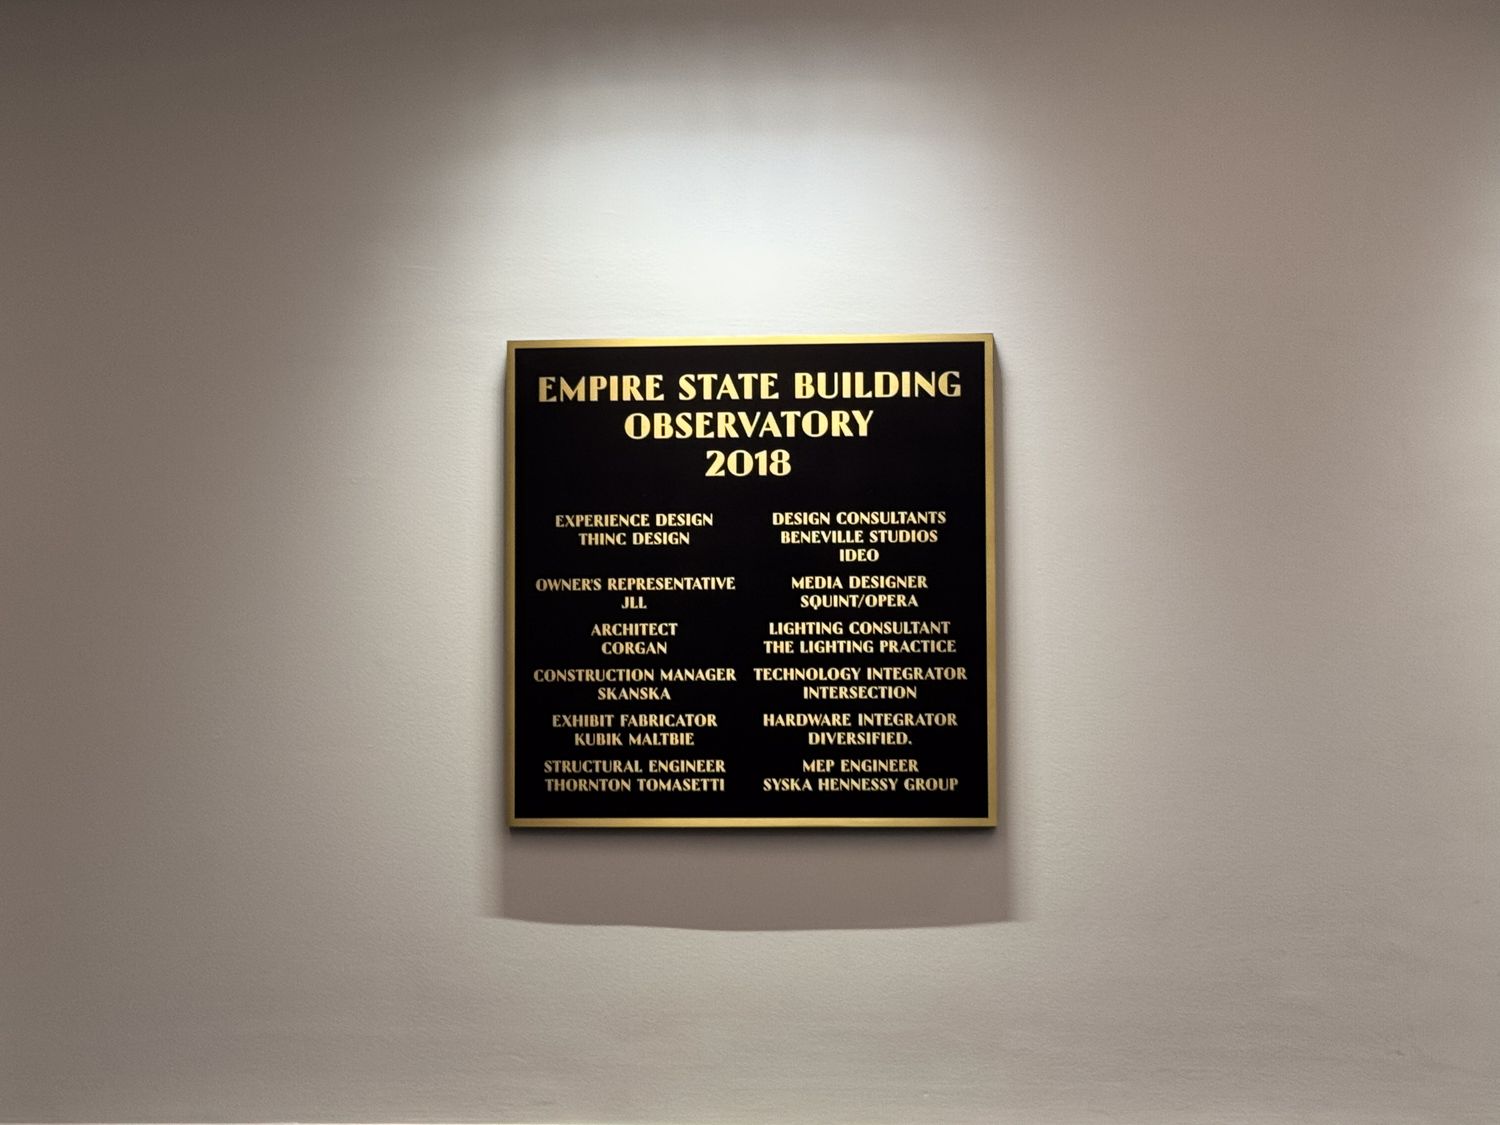 EMPIRE STATE BUILDING
OBSERVATORY
2018
EXPERIENCE DESIGN
THINC DESIGN
OWNER'S REPRESENTATIVE
JLL
ARCHITECT
CORGAN
CONSTRUCTION MANAGER
SKANSKA
EXHIBIT FABRICATOR
KUBIK MALTBIE
STRUCTURAL ENGINEER
THORNTON TOMASETTI
DESIGN CONSULTANTS
BENEVILLE STUDIOS
IDEO
MEDIA DESIGNER
SQUINT/OPERA
LIGHTING CONSULTANT
THE LIGHTING PRACTICE
TECHNOLOGY INTEGRATOR
INTERSECTION
HARDWARE INTEGRATOR
DIVERSIFIED.
MEP ENGINEER
SYSKA HENNESSY GROUP